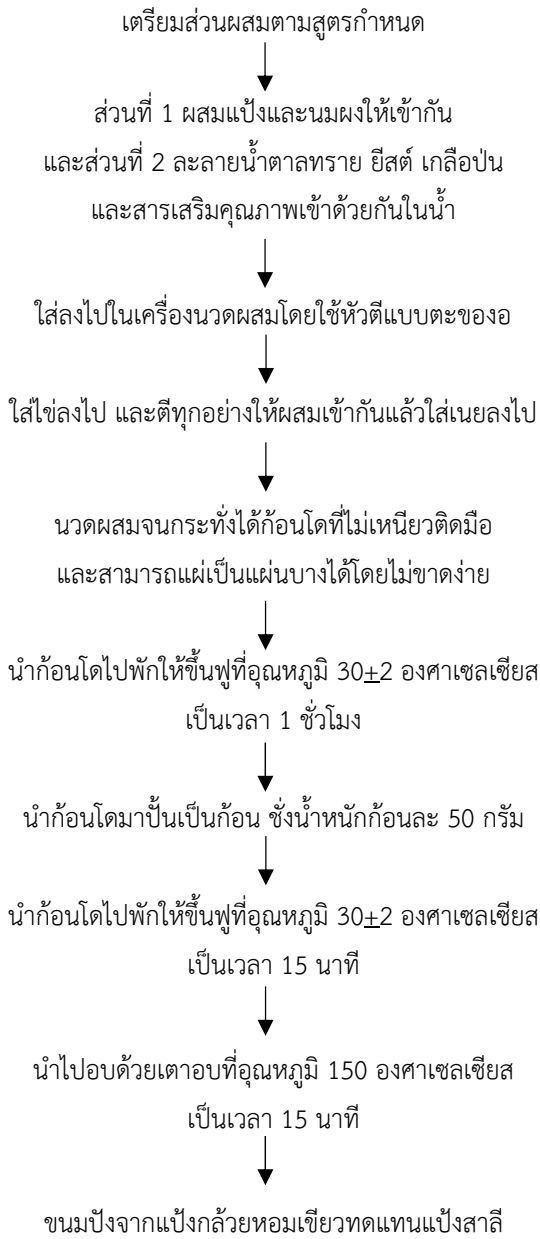 เตรียมส่วนผสมตามสูตรกำหนด
ส่วนที่ 1 ผสมแป้งและนมผงให้เข้ากัน
และส่วนที่ 2 ละลายน้ำตาลทราย ยีสต์ เกลือป่น
และสารเสริมคุณภาพเข้าด้วยกันในน้ำ
ใส่ลงไปในเครื่องนวดผสมโดยใช้หัวตีแบบตะของอ
ใส่ไข่ลงไป และตีทุกอย่างให้ผสมเข้ากันแล้วใส่เนยลงไป
นวดผสมจนกระทั่งได้ก้อนโดที่ไม่เหนียวติดมือ
และสามารถแผ่เป็นแผ่นบางได้โดยไม่ขาดง่าย
นำก้อนโดไปพักให้ขึ้นฟูที่อุณหภูมิ 30±2 องศาเซลเซียส
เป็นเวลา 1 ชั่วโมง
นำก้อนโดมาปั้นเป็นก้อน ชั่งน้ำหนักก้อนละ 50 กรัม
นำก้อนโดไปพักให้ขึ้นฟูที่อุณหภูมิ 30±2 องศาเซลเซียส
เป็นเวลา 15 นาที
นำไปอบด้วยเตาอบที่อุณหภูมิ 150 องศาเซลเซียส
เป็นเวลา 15 นาที
ขนมปังจากแป้งกล้วยหอมเขียวทดแทนแป้งสาลี